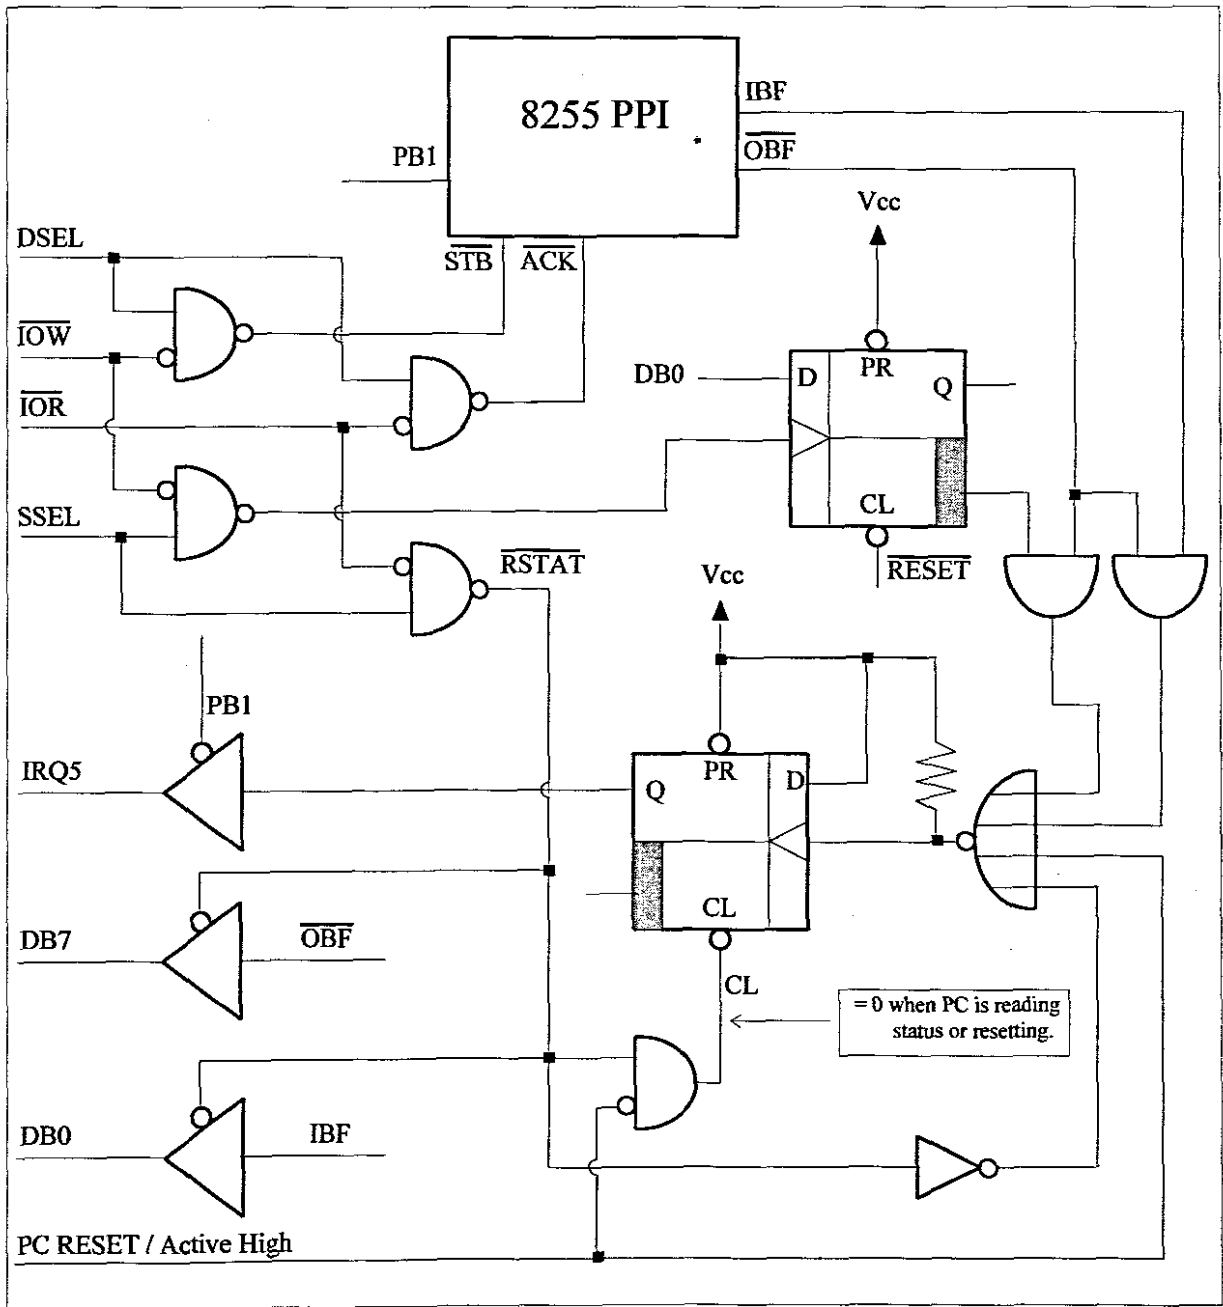 8255 PPI
IBF
OBF
PB1
Vcc
DSEL
STB
ACK
IOW
DB0
D
PR
Q
IOR
SSEL
CL
RSTAT
RESET
Vcc
PB1
IRQ5
Q
PR
D
CL
DB7
OBF
CL
= 0 when PC is reading
status or resetting.
DB0
IBF
PC RESET / Active High